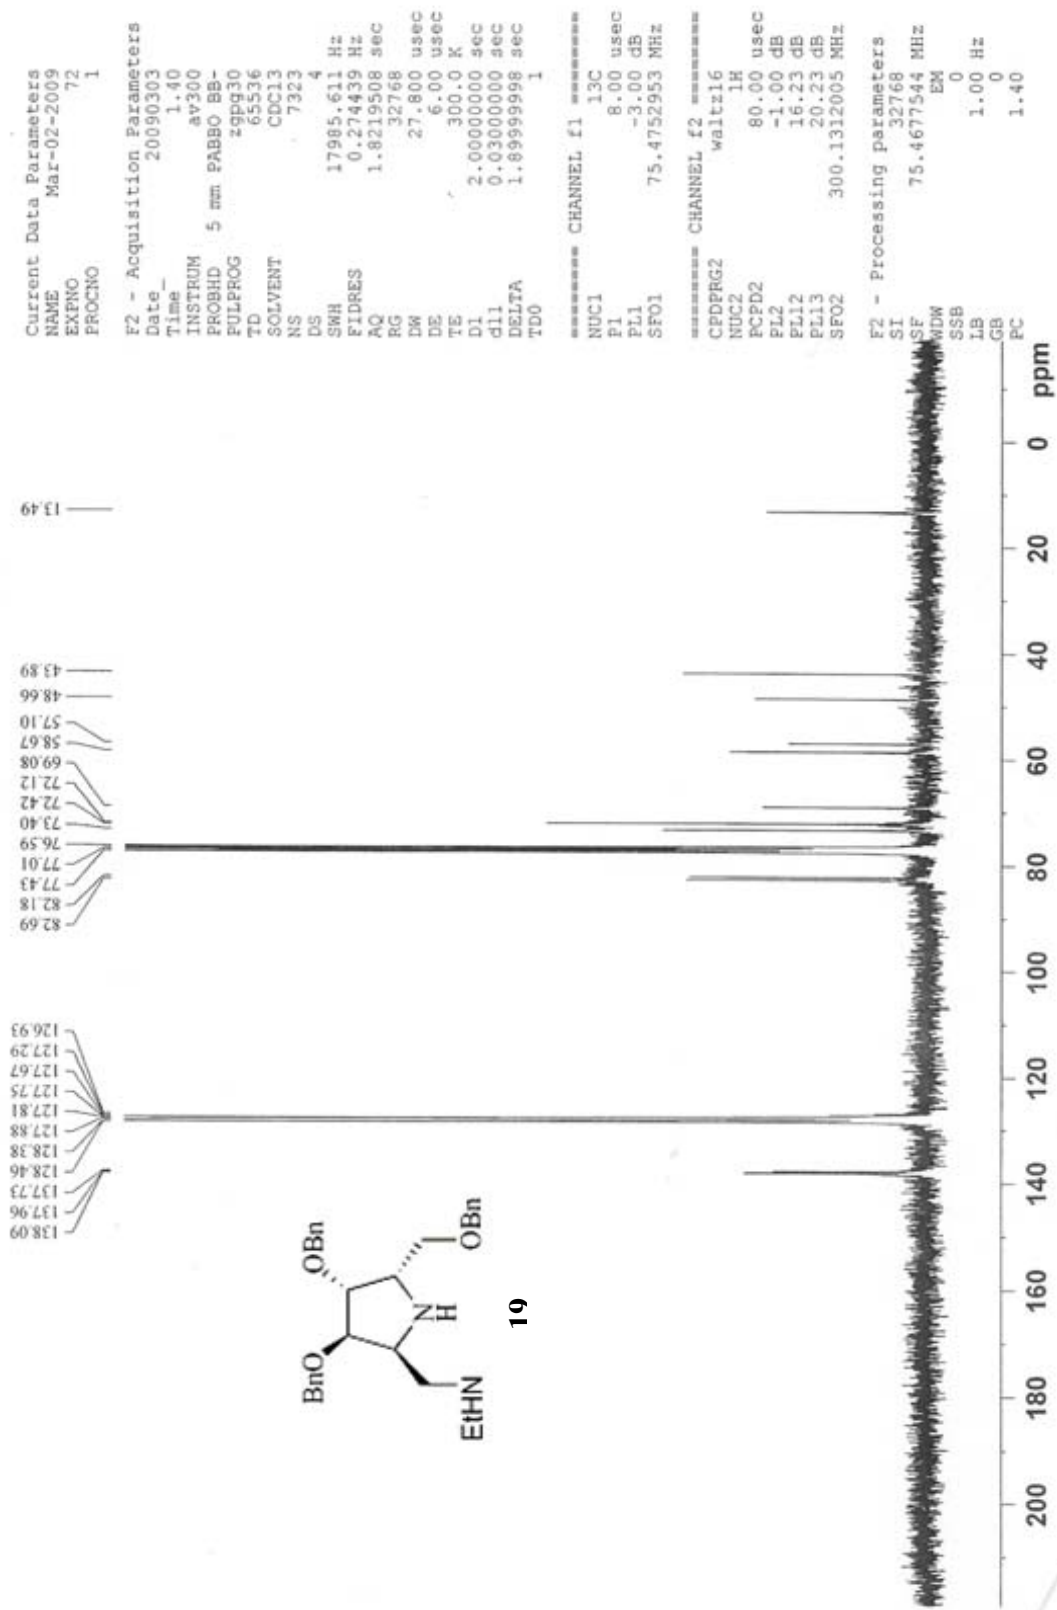 Current Data Parameters
NAME Mar-02-2009
EXPNO 72
PROCNO 1
F2 - Acquisition Parameters
Date_ 20090303
Time 1.40
INSTRUM av300
PROBHD 5 mm PABBO BB-
PULPROG zgpg30
TD 65536
SOLVENT CDCl3
NS 7323
DS 4
SWH 17985.611 Hz
FIDRES 0.274439 Hz
AQ 1.8219508 sec
RG 32768
DW 27.800 usec
DE 6.00 usec
TE 300.0 K
D1 2.00000000 sec
d11 0.03000000 sec
DELTA 1.89999998 sec
TD0 1
======== CHANNEL f1 ========
NUC1 13C
P1 8.00 usec
PL1 -3.00 dB
SFO1 75.4752953 MHz
======== CHANNEL f2 ========
CPDPRG2 waltz16
NUC2 1H
PCPD2 80.00 usec
PL2 -1.00 dB
PL12 16.23 dB
PL13 20.23 dB
SFO2 300.1312005 MHz
F2 - Processing parameters
SI 32768
SF 75.4677544 MHz
WDW EM
SSB 0
LB 1.00 Hz
GB 0
PC 1.40
138.09
137.96
137.73
128.46
128.38
127.88
127.81
127.75
127.67
127.29
126.93
82.69
82.18
77.43
77.01
76.59
73.40
72.42
72.12
69.08
58.67
57.10
48.66
43.89
13.49
BnO
OBn
EtHN
N
H
OBn
19
200 180 160 140 120 100 80 60 40 20 0 ppm